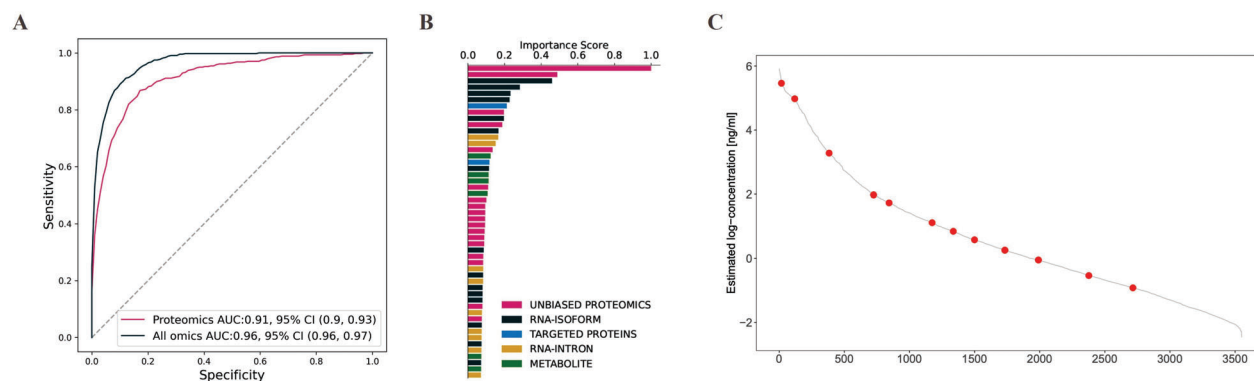 A
Sensitivity
1.0
0.8
0.6
0.4
0.2
0.0
0.0 0.2 0.4 0.6 0.8 1.0
Specificity
Proteomics AUC:0.91, 95% CI (0.9, 0.93)
All omics AUC:0.96, 95% CI (0.96, 0.97)
B
Importance Score
0.0 0.2 0.4 0.6 0.8 1.0
UNBIASED PROTEOMICS
RNA-ISOFORM
TARGETED PROTEINS
RNA-INTRON
METABOLITE
C
Estimated log-concentration [ng/ml]
6
4
2
0
−2
0 500 1000 1500 2000 2500 3000 3500